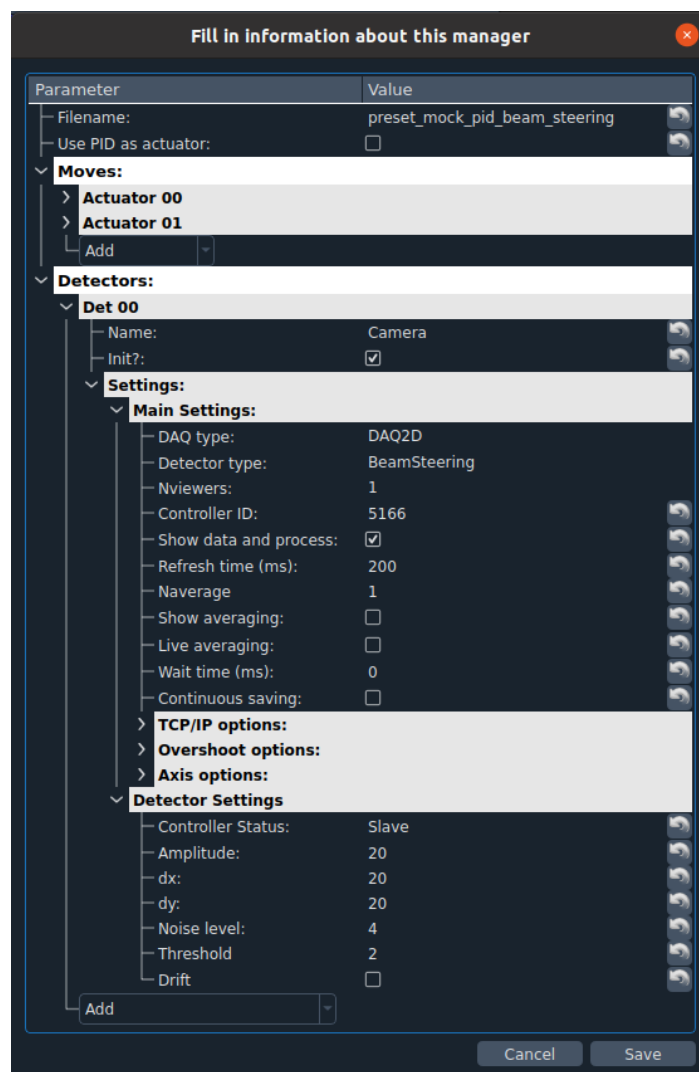 Fill in information about this manager
Parameter Value
Filename: preset_mock_pid_beam_steering
Use PID as actuator:
Moves:
Actuator 00
Actuator 01
Add
Detectors:
Det 00
Name: Camera
Init?:
Settings:
Main Settings:
DAQ type: DAQ2D
Detector type: BeamSteering
Nviewers: 1
Controller ID: 5166
Show data and process:
Refresh time (ms): 200
Naverage 1
Show averaging:
Live averaging:
Wait time (ms): 0
Continuous saving:
TCP/IP options:
Overshoot options:
Axis options:
Detector Settings
Controller Status: Slave
Amplitude: 20
dx: 20
dy: 20
Noise level: 4
Threshold 2
Drift
Add
Cancel Save